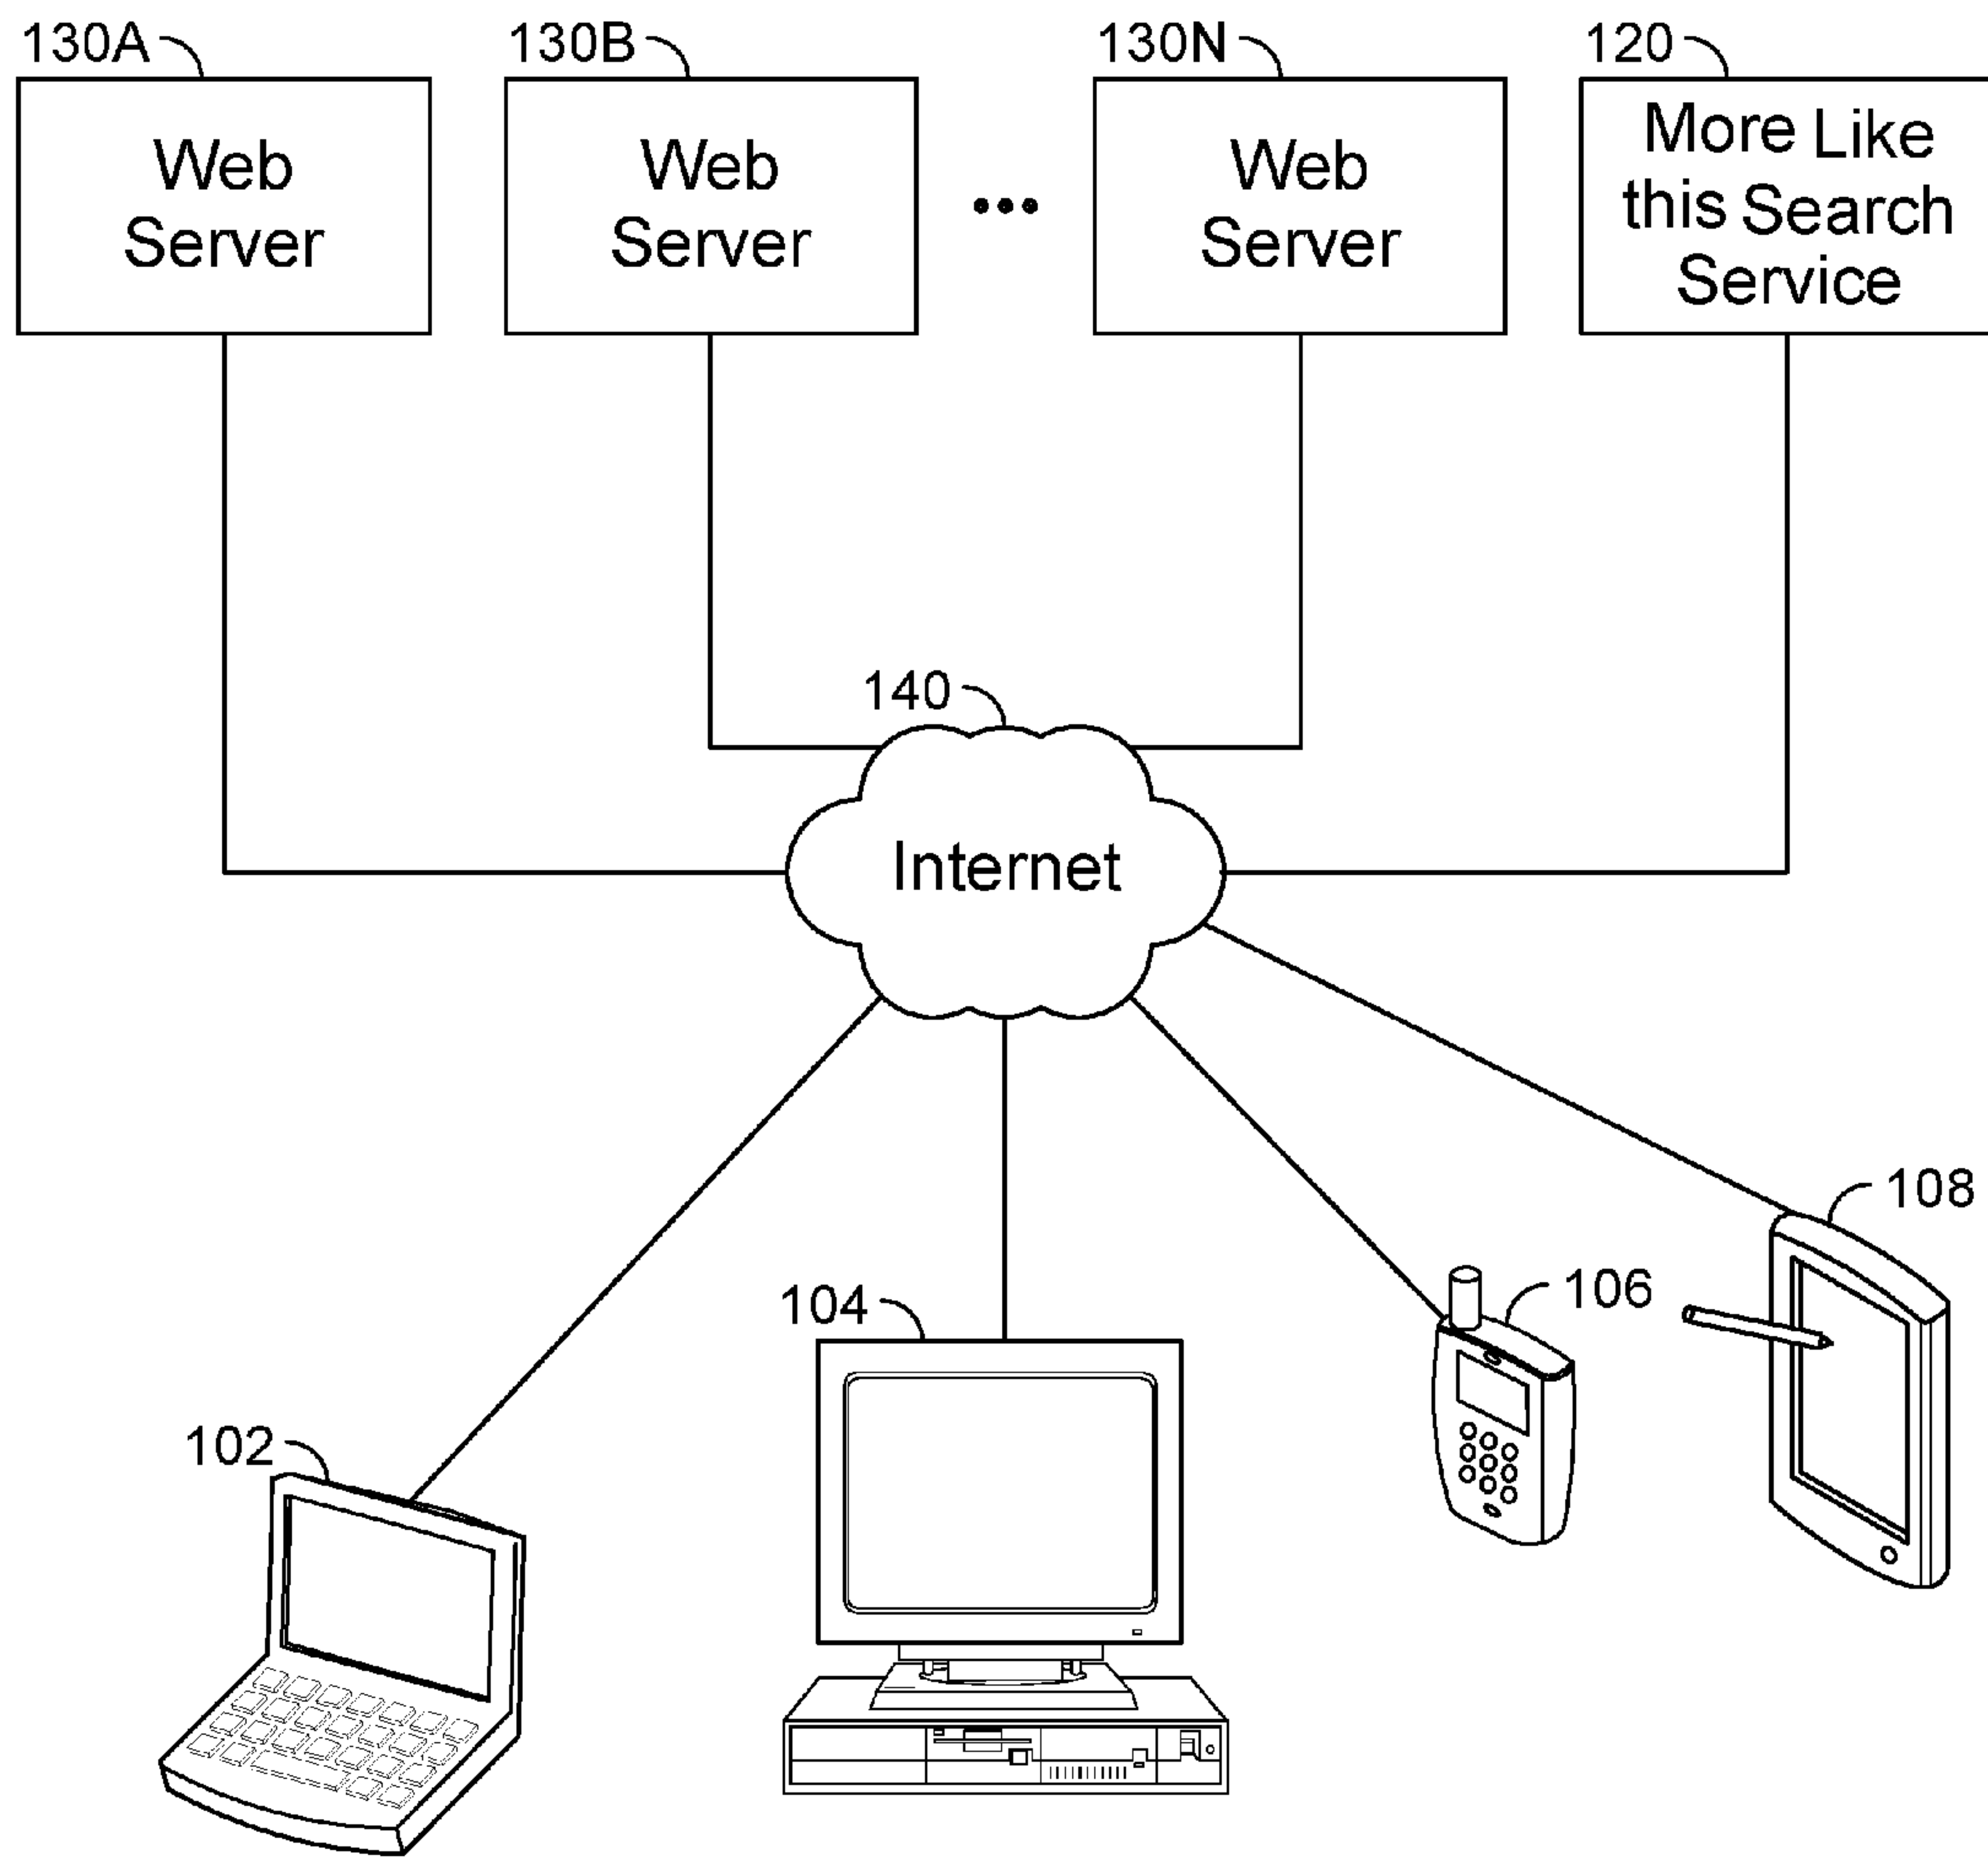 130A
130B
130N
120
Web
Server
Web
Server
•••
Web
Server
More Like
this Search
Service
140
Internet
108
106
104
102